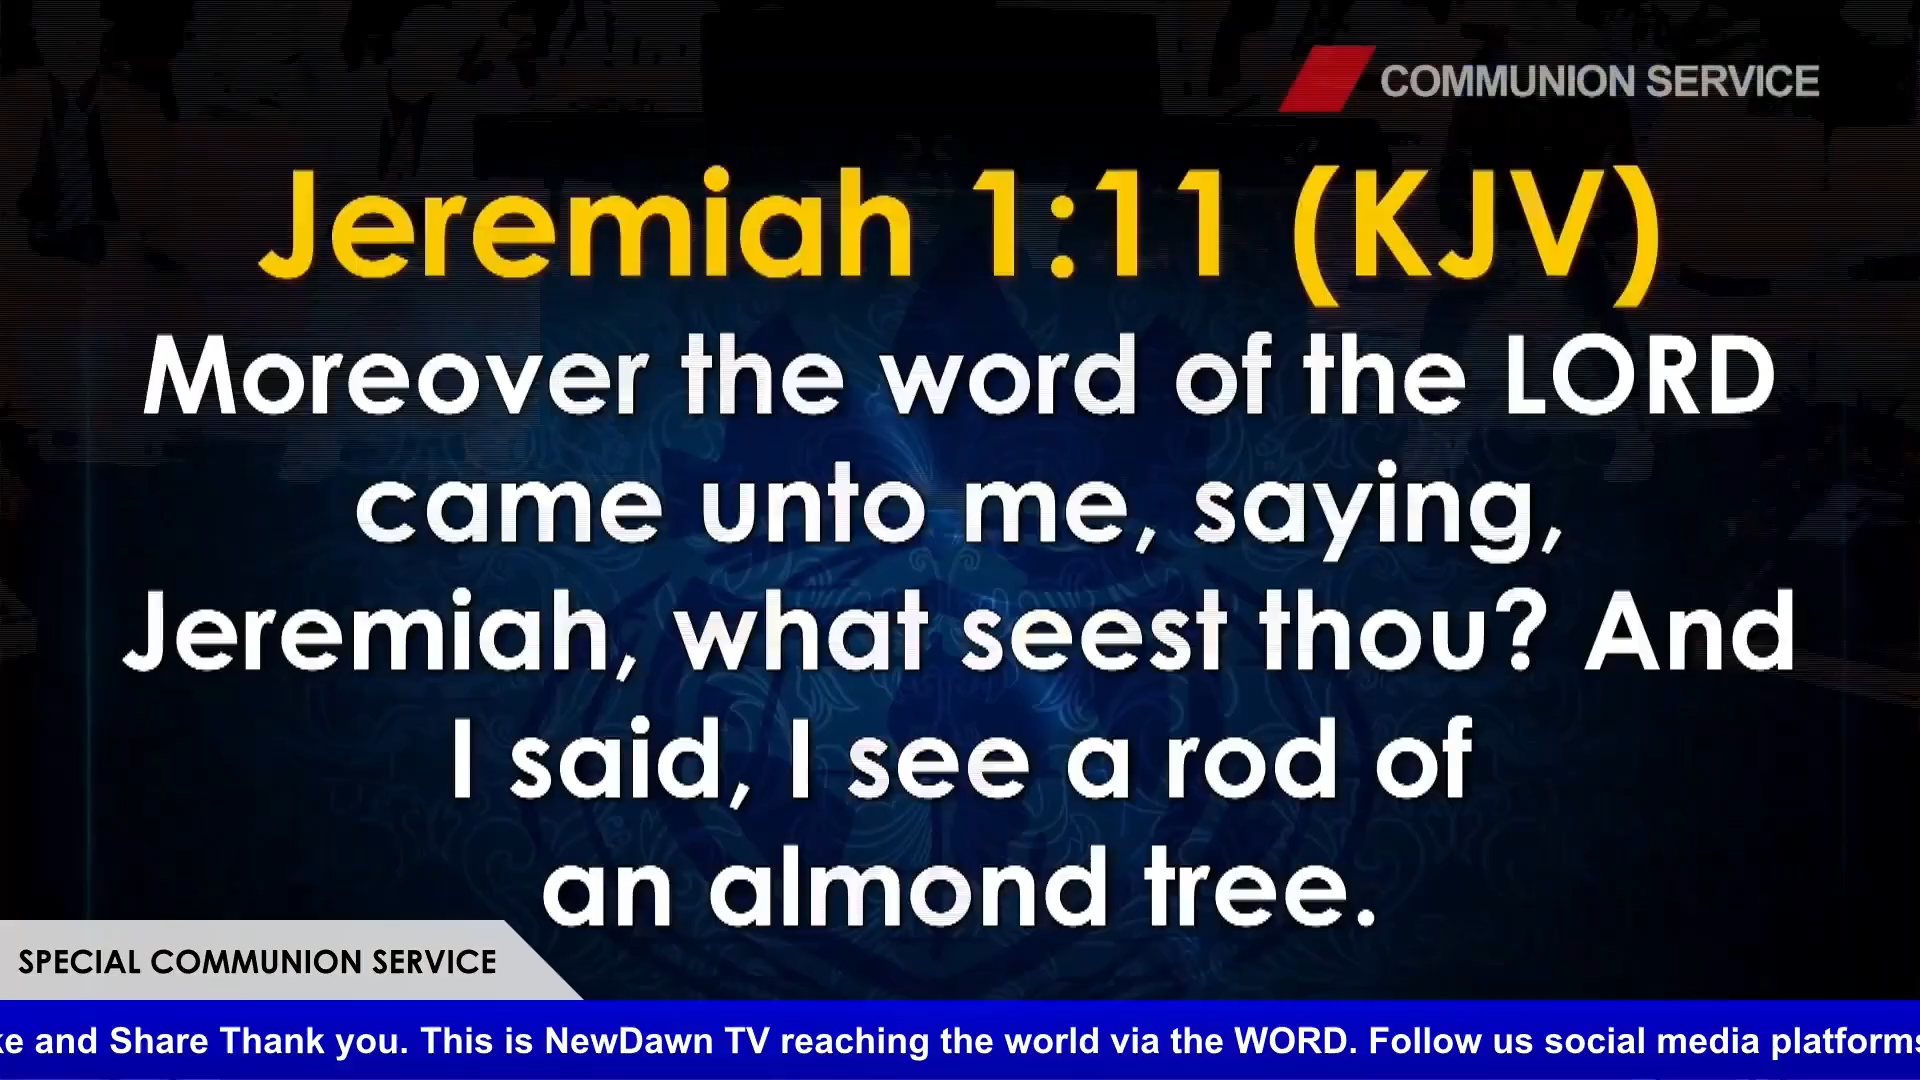 COMMUNION SERVICE
Jeremiah 1:11 (KJV)
Moreover the word of the LORD
came unto me, saying,
Jeremiah, what seest thou? And
I said, I see a rod of
an almond tree.
SPECIAL COMMUNION SERVICE
ke and Share Thank you. This is NewDawn TV reaching the world via the WORD. Follow us social media platforms